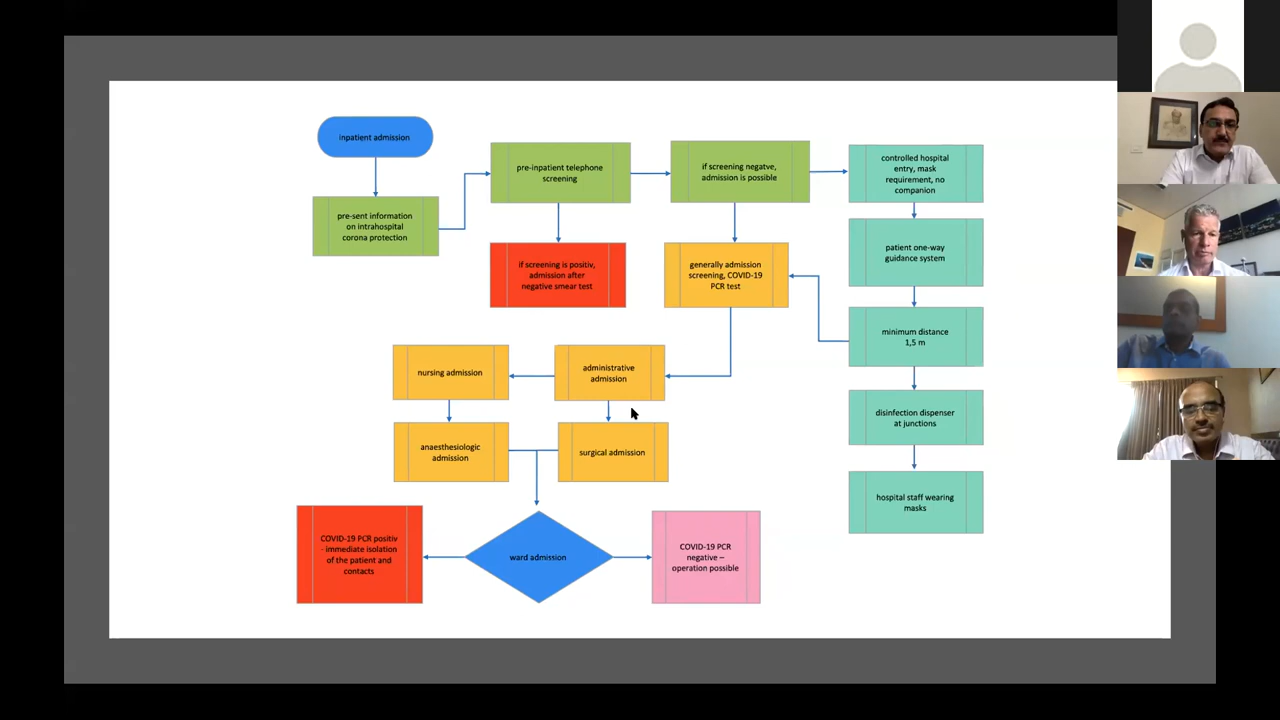 inpatient admission
pre-sent information
on intrahospital
corona protection
pre-inpatient telephone
screening
if screening negatve,
admission is possible
controlled hospital
entry, mask
requirement, no
companion
if screening is positiv,
admission after
negative smear test
generally admission
screening, COVID-19
PCR test
patient one-way
guidance system
minimum distance
1,5 m
nursing admission
administrative
admission
disinfection dispenser
at junctions
anaesthesiologic
admission
surgical admission
hospital staff wearing
masks
COVID-19 PCR positiv
- immediate isolation
of the patient and
contacts
ward admission
COVID-19 PCR
negative –
operation possible